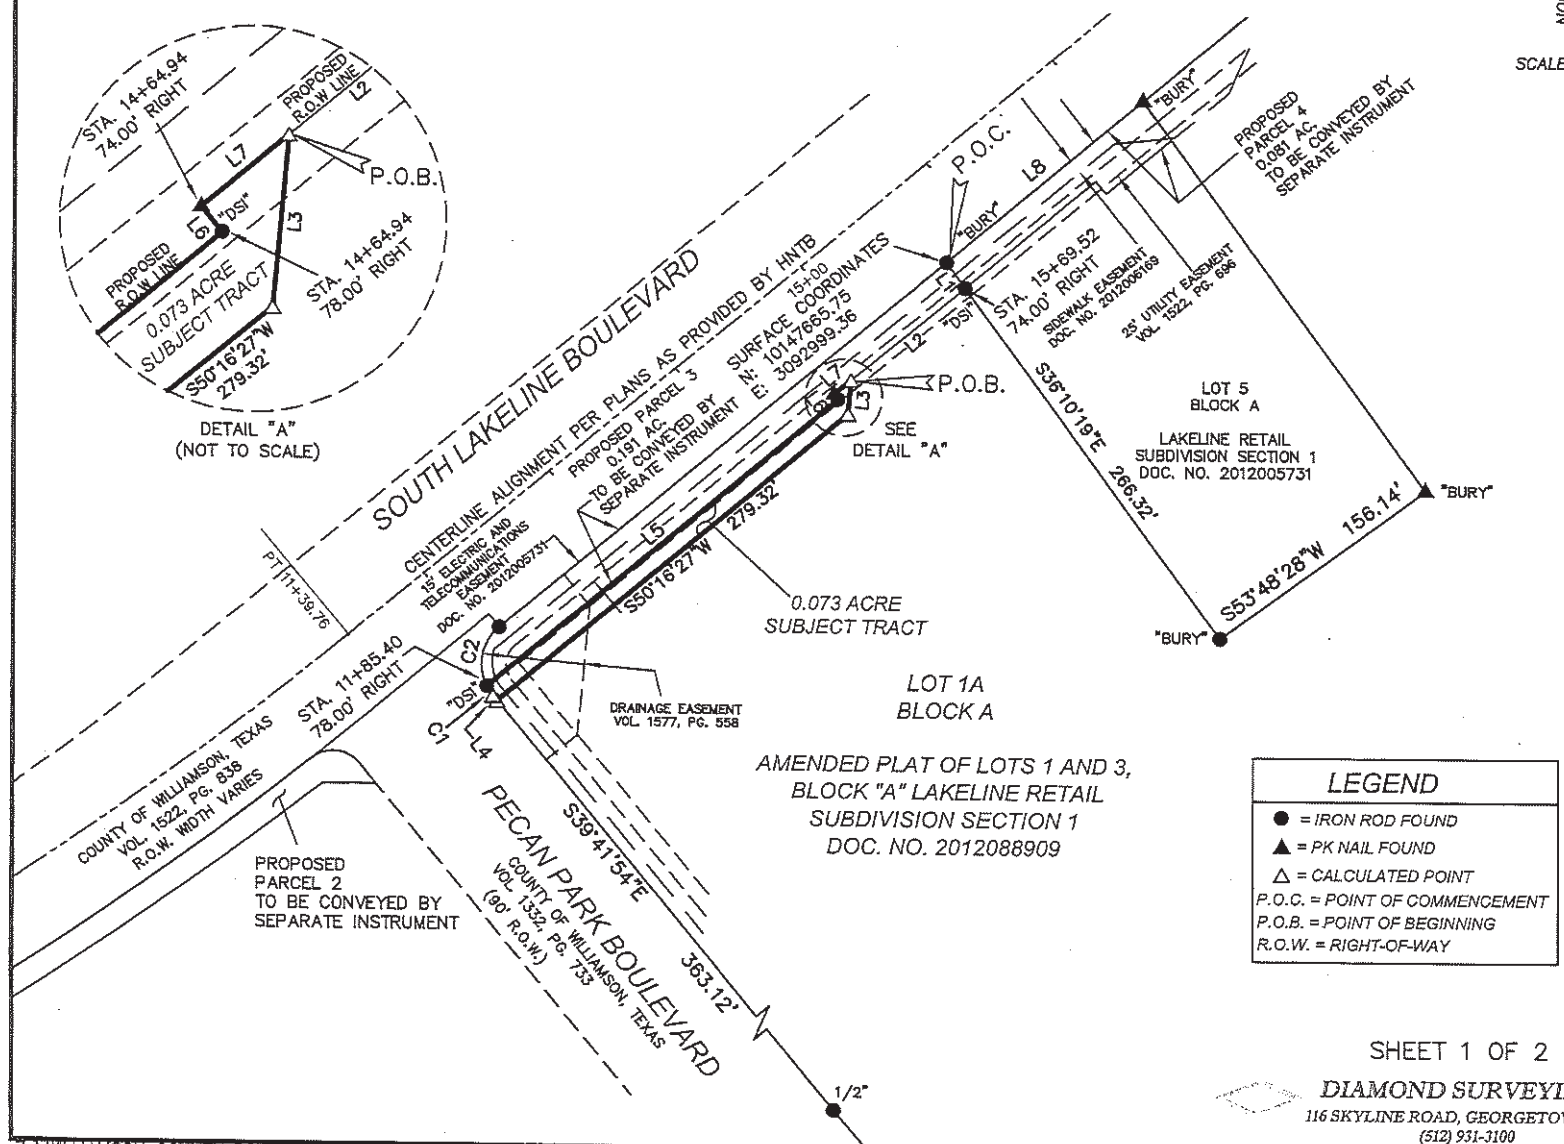 STA. 14+64.94
74.00' RIGHT
PROPOSED
R.O.W LINE
L2
L7
P.O.B.
"DSI"
L6
L3
PROPOSED
R.O.W LINE
STA. 14+64.94
78.00' RIGHT
0.073 ACRE
SUBJECT TRACT
S50°16'27"W
279.32'
DETAIL "A"
(NOT TO SCALE)
SCALE
SOUTH LAKELINE BOULEVARD
CENTERLINE ALIGNMENT PER PLANS AS PROVIDED BY HNTB
15+00
PT 11+39.76
P.O.C.
"BURY"
L8
"BURY"
PROPOSED
PARCEL 4
0.081 AC.
TO BE CONVEYED BY
SEPARATE INSTRUMENT
SURFACE COORDINATES
N: 10147665.75
E: 3092999.36
PROPOSED PARCEL 3
0.191 AC.
TO BE CONVEYED BY
SEPARATE INSTRUMENT
STA. 15+69.52
74.00' RIGHT
"DSI"
SIDEWALK EASEMENT
DOC. NO. 2012006169
25' UTILITY EASEMENT
VOL. 1522, PG. 696
L2
L7
P.O.B.
L3
SEE
DETAIL "A"
S36°10'19"E 266.32'
LOT 5
BLOCK A
LAKELINE RETAIL
SUBDIVISION SECTION 1
DOC. NO. 2012005731
"BURY"
S53°48'28"W 156.14'
"BURY"
15' ELECTRIC AND
TELECOMMUNICATIONS
EASEMENT
DOC. NO. 2012005731
L5
S50°16'27"W 279.32'
0.073 ACRE
SUBJECT TRACT
C2
STA. 11+85.40
78.00' RIGHT
"DSI"
C1
L4
DRAINAGE EASEMENT
VOL. 1577, PG. 558
LOT 1A
BLOCK A
AMENDED PLAT OF LOTS 1 AND 3,
BLOCK "A" LAKELINE RETAIL
SUBDIVISION SECTION 1
DOC. NO. 2012088909
COUNTY OF WILLIAMSON, TEXAS
VOL. 1522, PG. 838
R.O.W. WIDTH VARIES
PROPOSED
PARCEL 2
TO BE CONVEYED BY
SEPARATE INSTRUMENT
PECAN PARK BOULEVARD
COUNTY OF WILLIAMSON, TEXAS
VOL. 1332, PG. 733
(90' R.O.W.)
S39°41'54"E
363.12'
1/2"
LEGEND
● = IRON ROD FOUND
▲ = PK NAIL FOUND
△ = CALCULATED POINT
P.O.C. = POINT OF COMMENCEMENT
P.O.B. = POINT OF BEGINNING
R.O.W. = RIGHT-OF-WAY
SHEET 1 OF 2
DIAMOND SURVEYI
116 SKYLINE ROAD, GEORGETO
(512) 931-3100